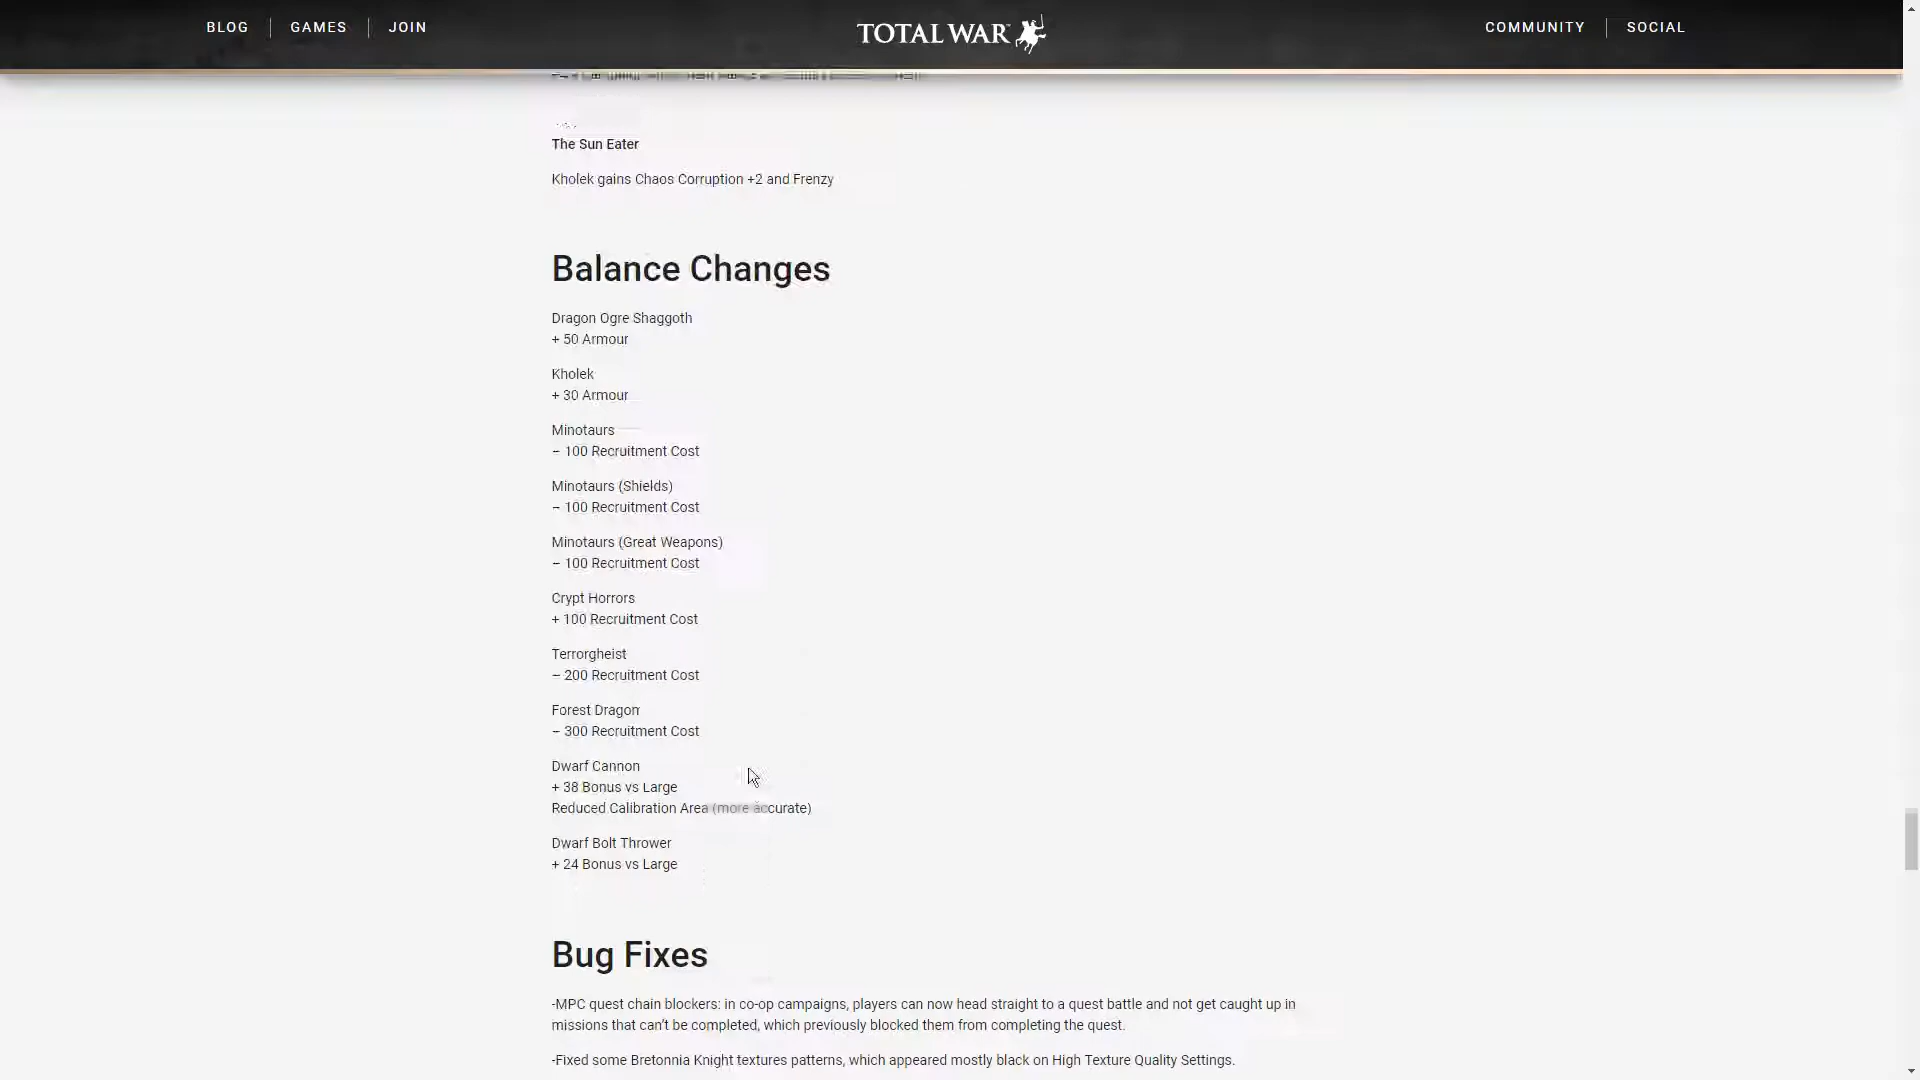 BLOG
GAMES
JOIN
TOTAL WAR
COMMUNITY
SOCIAL
The Sun Eater
Kholek gains Chaos Corruption +2 and Frenzy
Balance Changes
Dragon Ogre Shaggoth
+ 50 Armour
Kholek
+ 30 Armour
Minotaurs
– 100 Recruitment Cost
Minotaurs (Shields)
– 100 Recruitment Cost
Minotaurs (Great Weapons)
– 100 Recruitment Cost
Crypt Horrors
+ 100 Recruitment Cost
Terrorgheist
– 200 Recruitment Cost
Forest Dragon
– 300 Recruitment Cost
Dwarf Cannon
+ 38 Bonus vs Large
Reduced Calibration Area (more accurate)
Dwarf Bolt Thrower
+ 24 Bonus vs Large
Bug Fixes
-MPC quest chain blockers: in co-op campaigns, players can now head straight to a quest battle and not get caught up in
missions that can't be completed, which previously blocked them from completing the quest.
-Fixed some Bretonnia Knight textures patterns, which appeared mostly black on High Texture Quality Settings.